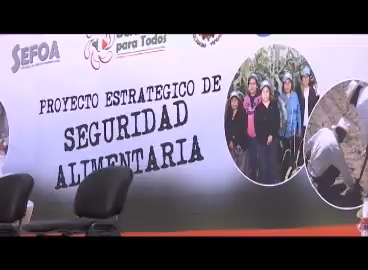 SEFOA
para Todos
PROYECTO ESTRATEGICO DE
SEGURIDAD
ALIMENTARIA